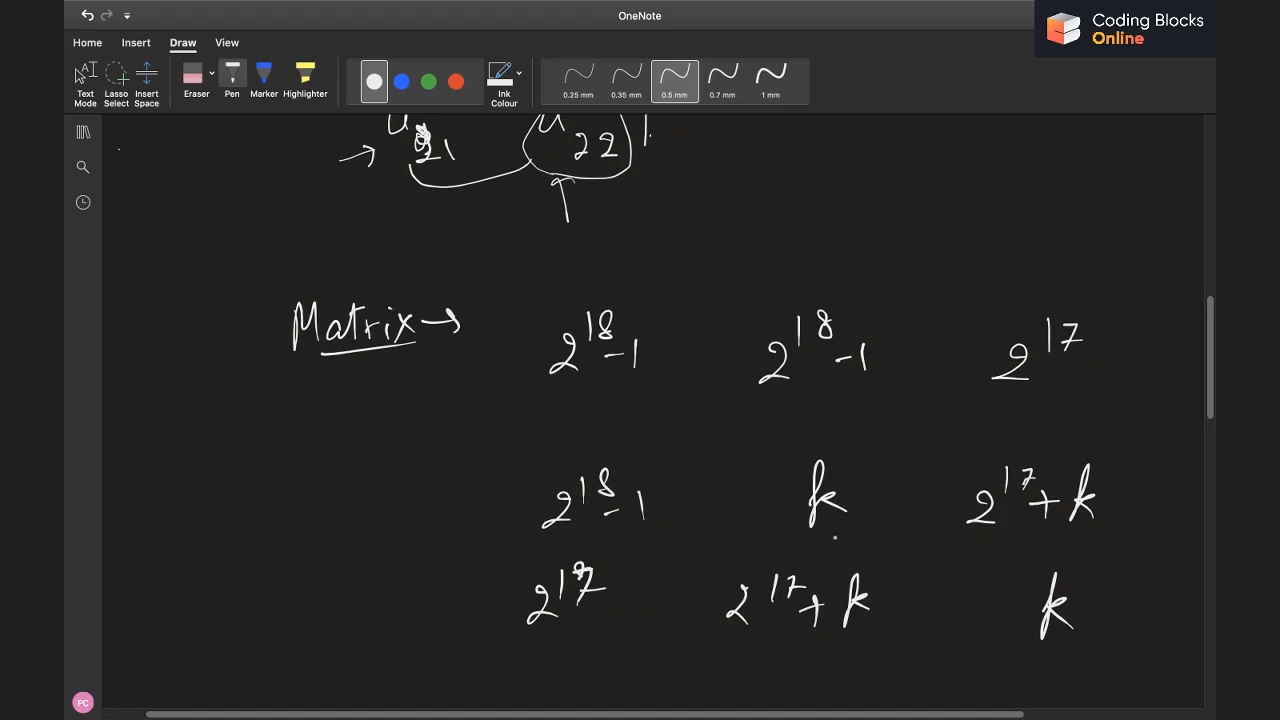 OneNote
Coding Blocks
Online
Home Insert Draw View
Text Mode Lasso Select Insert Space Eraser Pen Marker Highlighter Ink Colour 0.25 mm 0.35 mm 0.5 mm 0.7 mm 1 mm
21 22
Matrix → 2^18 - 1 2^18 - 1 2^17
2^18 - 1 k 2^17 + k
2^17 2^17 + k k
PC